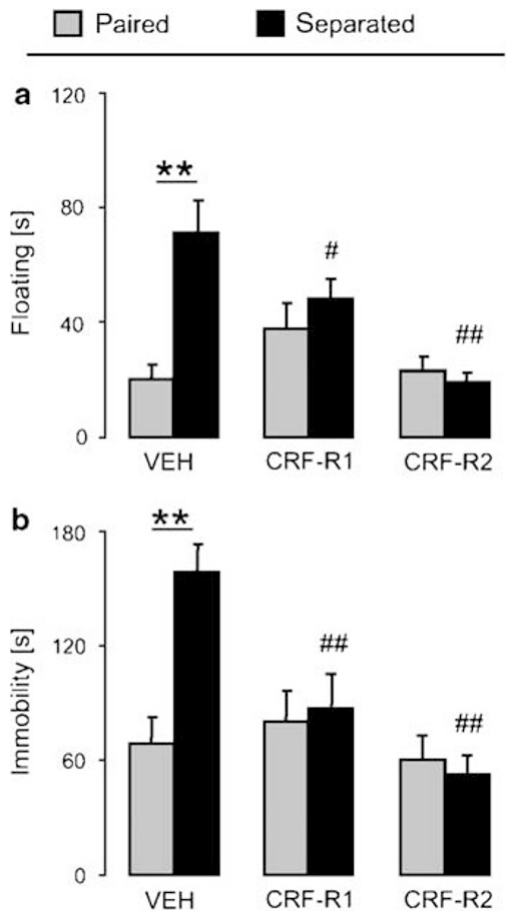 Paired Separated
a
120
**
80
#
Floating [s]
40
##
0
VEH CRF-R1 CRF-R2
b
180
**
120
##
Immobility [s]
##
60
0
VEH CRF-R1 CRF-R2